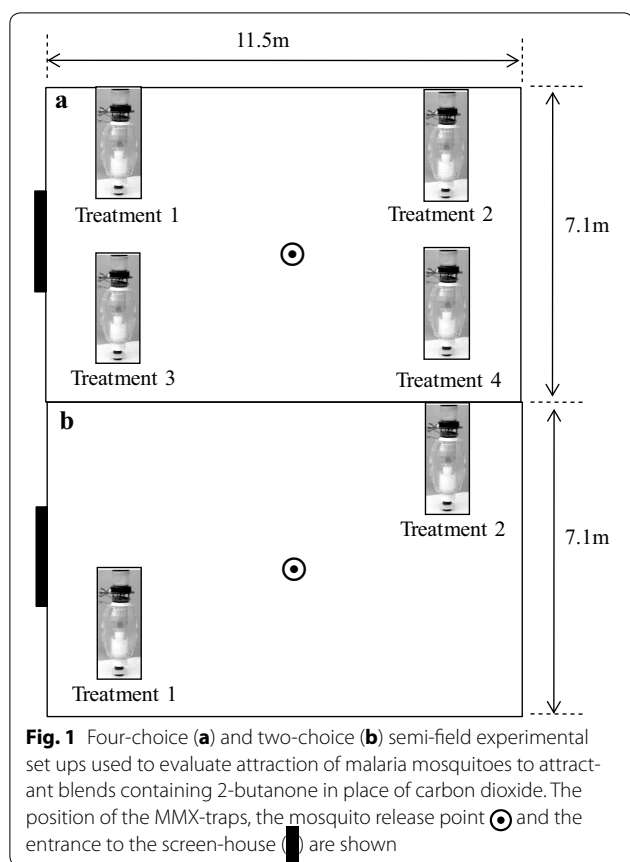 11.5m
a
Treatment 1
Treatment 2
7.1m
Treatment 3
Treatment 4
b
Treatment 2
7.1m
Treatment 1
Fig. 1 Four-choice (a) and two-choice (b) semi-field experimental
set ups used to evaluate attraction of malaria mosquitoes to attract-
ant blends containing 2-butanone in place of carbon dioxide. The
position of the MMX-traps, the mosquito release point ⊙ and the
entrance to the screen-house (▮) are shown